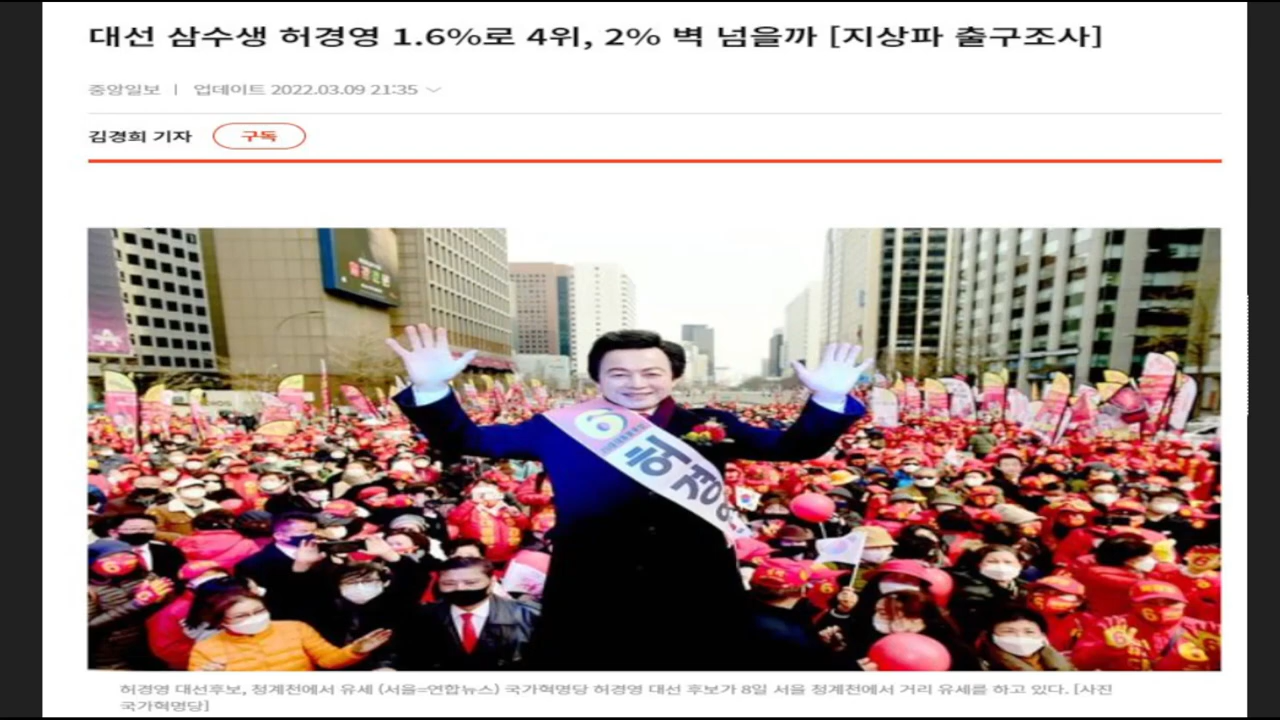 대선 삼수생 허경영 1.6%로 4위, 2% 벽 넘을까 [지상파 출구조사]
중앙일보 | 업데이트 2022.03.09 21:35
김경희 기자 구독
허경영
허경영 대선후보, 청계천에서 유세 (서울=연합뉴스) 국가혁명당 허경영 대선 후보가 8일 서울 청계천에서 거리 유세를 하고 있다. [사진
국가혁명당]